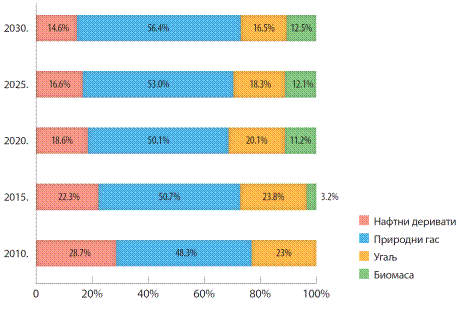 2030. 14.6% 56.4% 16.5% 12.5%
2025. 16.6% 53.0% 18.3% 12.1%
2020. 18.6% 50.1% 20.1% 11.2%
2015. 22.3% 50.7% 23.8% 3.2%
2010. 28.7% 48.3% 23%
0 20% 40% 60% 80% 100%
Нафтни деривати
Природни гас
Угаљ
Биомаса